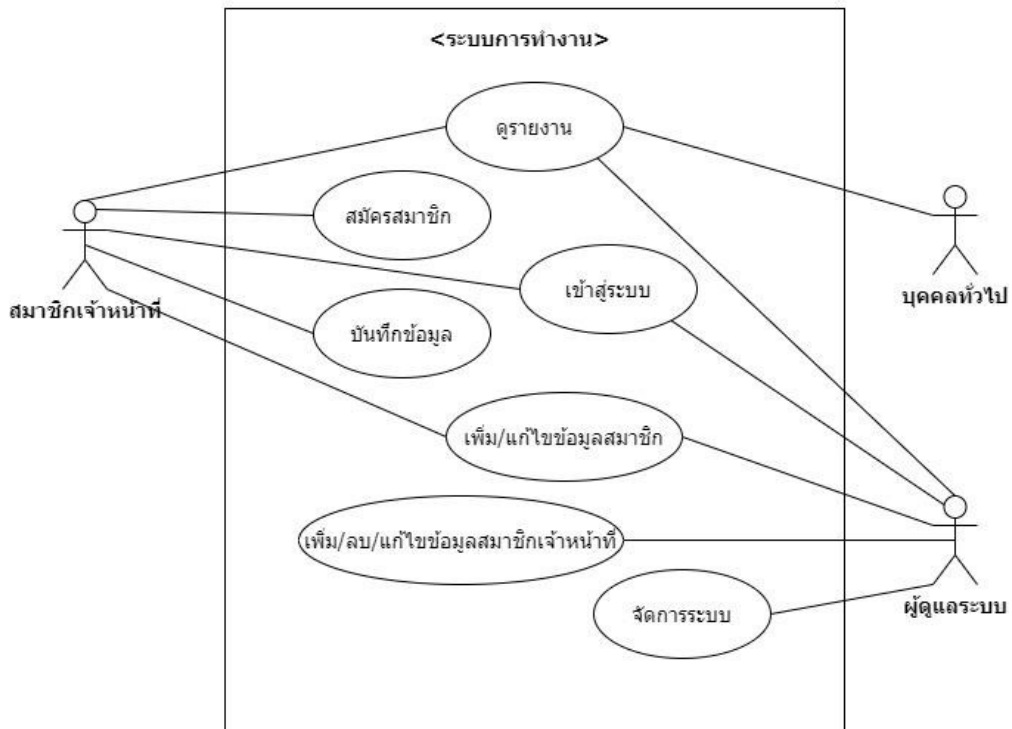 <ระบบการทำงาน>
ดูรายงาน
สมัครสมาชิก
เข้าสู่ระบบ
สมาชิกเจ้าหน้าที่
บุคคลทั่วไป
บันทึกข้อมูล
เพิ่ม/แก้ไขข้อมูลสมาชิก
เพิ่ม/ลบ/แก้ไขข้อมูลสมาชิกเจ้าหน้าที่
จัดการระบบ
ผู้ดูแลระบบ